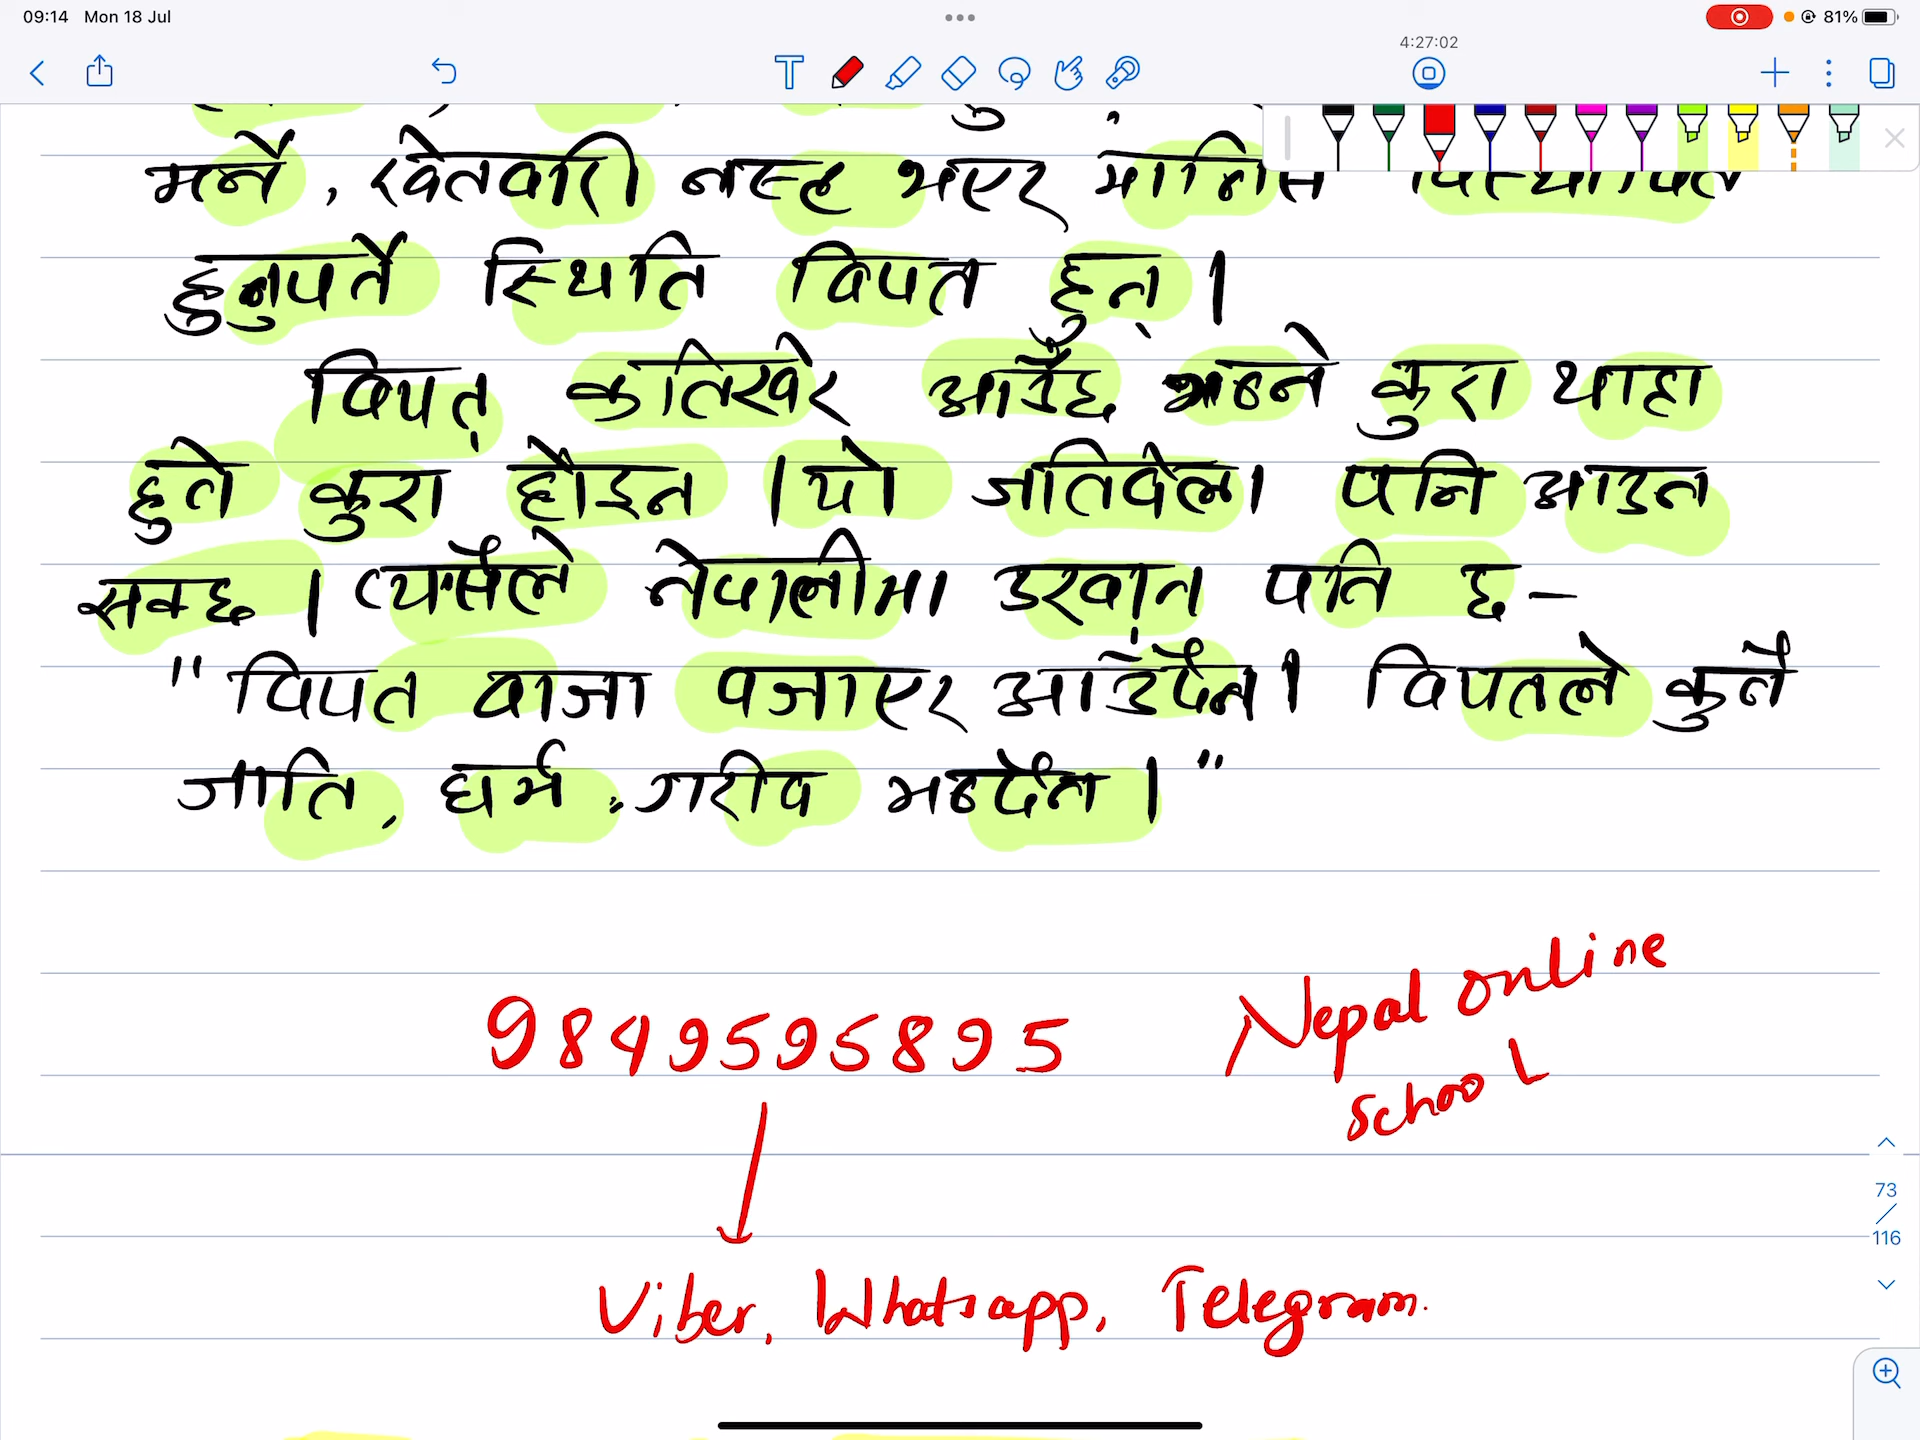 09:14 Mon 18 Jul
81%
4:27:02
मर्ने, खेतबारी नष्ट भएर मानिस विस्थापित
हुनुपर्ने स्थिति विपत हुन् ।
विपत् कतिखेर आउँछ भन्ने कुरा थाहा
हुने कुरा होइन । यो जतिवेला पनि आउन
सक्छ । त्यसैले नेपालीमा उखान पनि छ–
"विपत बाजा बजाएर आउँदैन । विपतले कुनै
जाति, धर्म, गरीव भन्दैन ।"
9849595895
Nepal online
School
Viber, Whatsapp, Telegram.
73
/
116